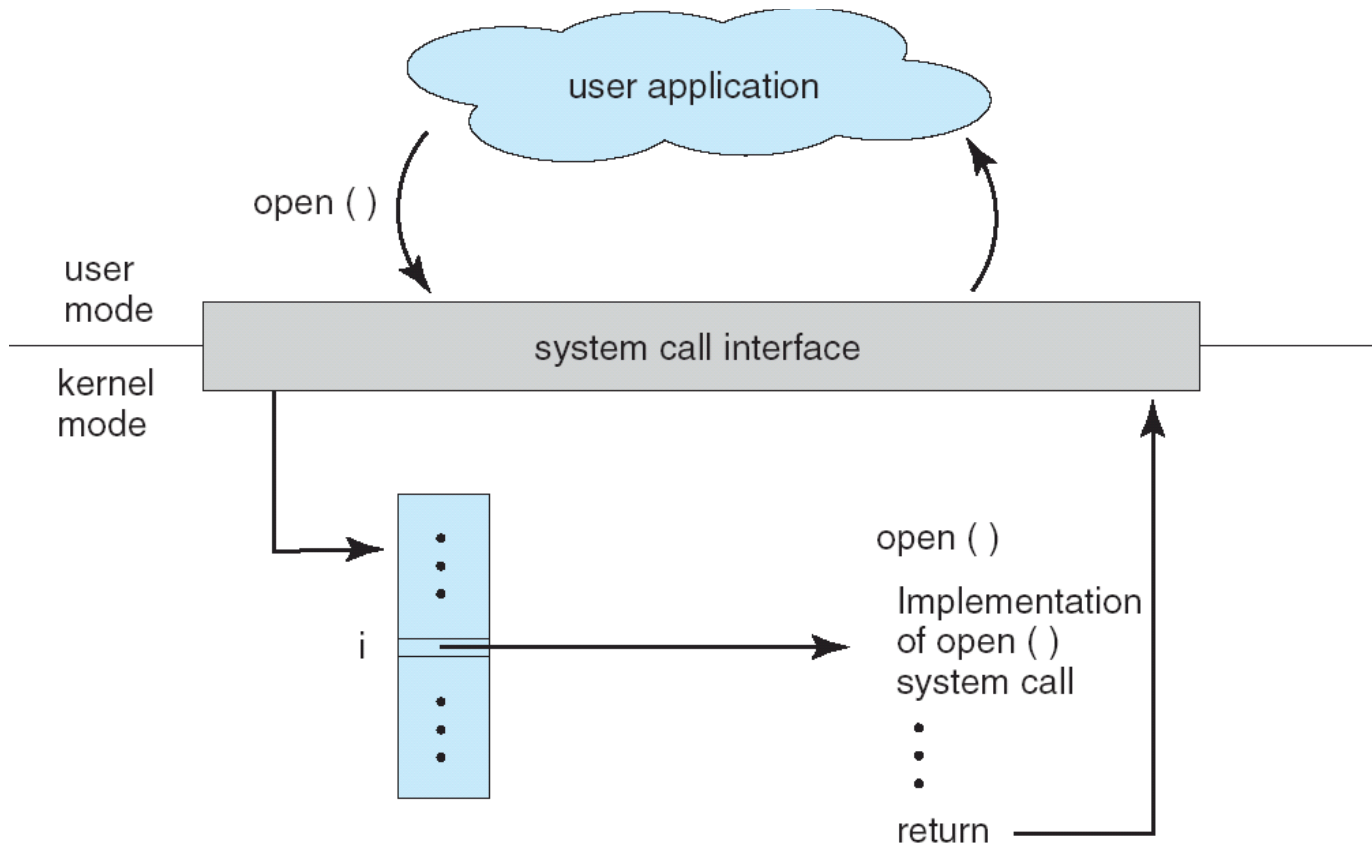 user application
open ( )
user
mode
system call interface
kernel
mode
open ( )
i
Implementation
of open ( )
system call
return